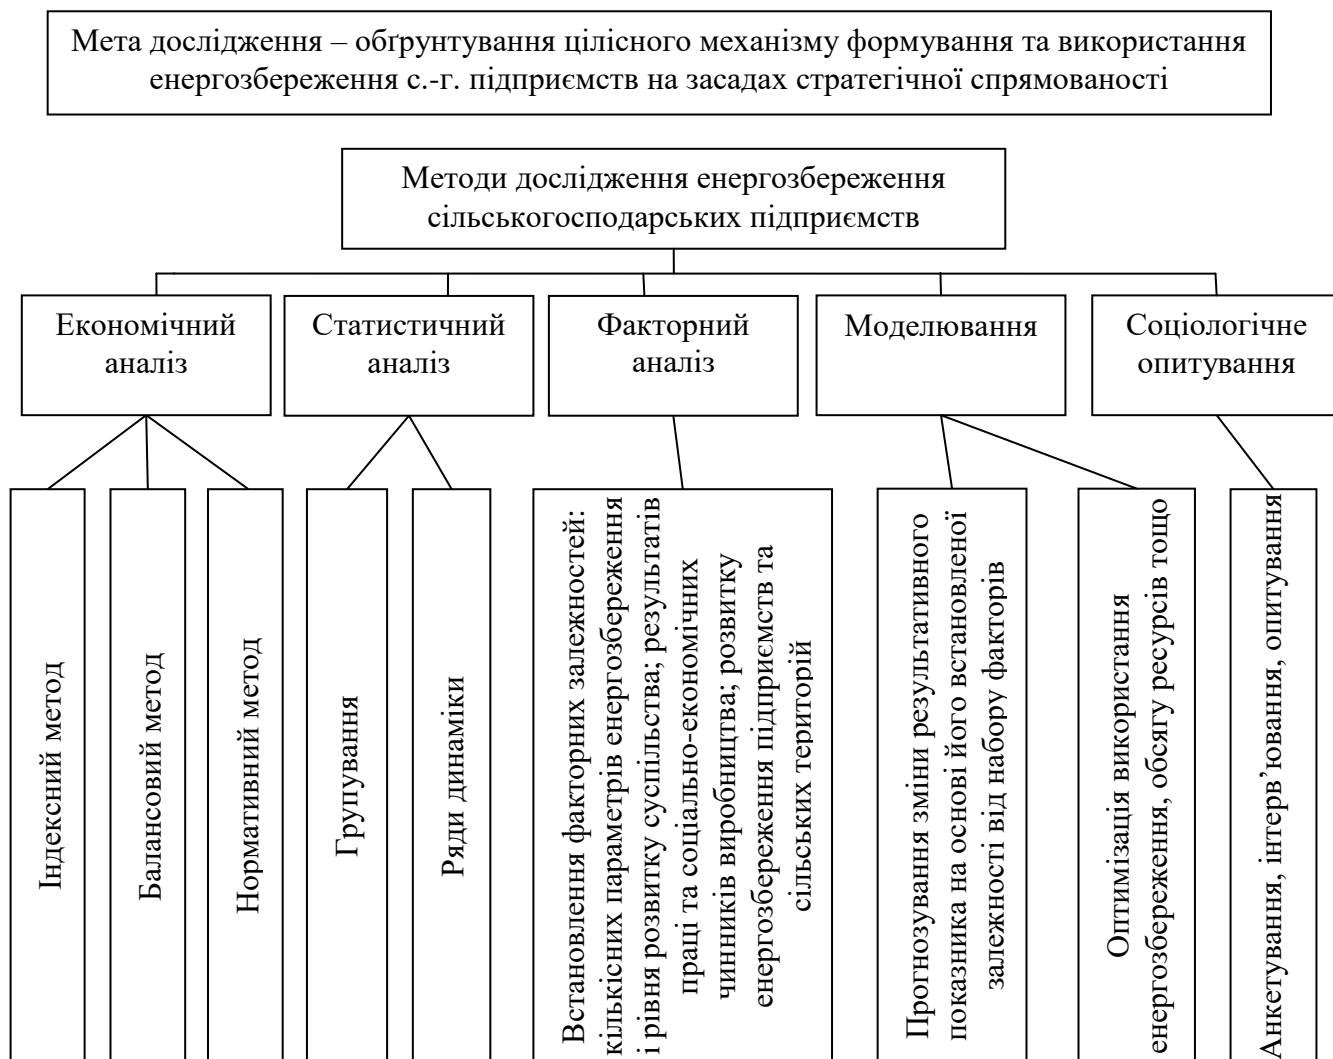 Мета дослідження – обґрунтування цілісного механізму формування та використання
енергозбереження с.-г. підприємств на засадах стратегічної спрямованості
Методи дослідження енергозбереження
сільськогосподарських підприємств
Економічний
аналіз
Статистичний
аналіз
Факторний
аналіз
Моделювання
Соціологічне
опитування
Індексний метод
Балансовий метод
Нормативний метод
Групування
Ряди динаміки
Встановлення факторних залежностей:
кількісних параметрів енергозбереження
і рівня розвитку суспільства; результатів
праці та соціально-економічних
чинників виробництва; розвитку
енергозбереження підприємств та
сільських територій
Прогнозування зміни результативного
показника на основі його встановленої
залежності від набору факторів
Оптимізація використання
енергозбереження, обсягу ресурсів тощо
Анкетування, інтерв’ювання, опитування